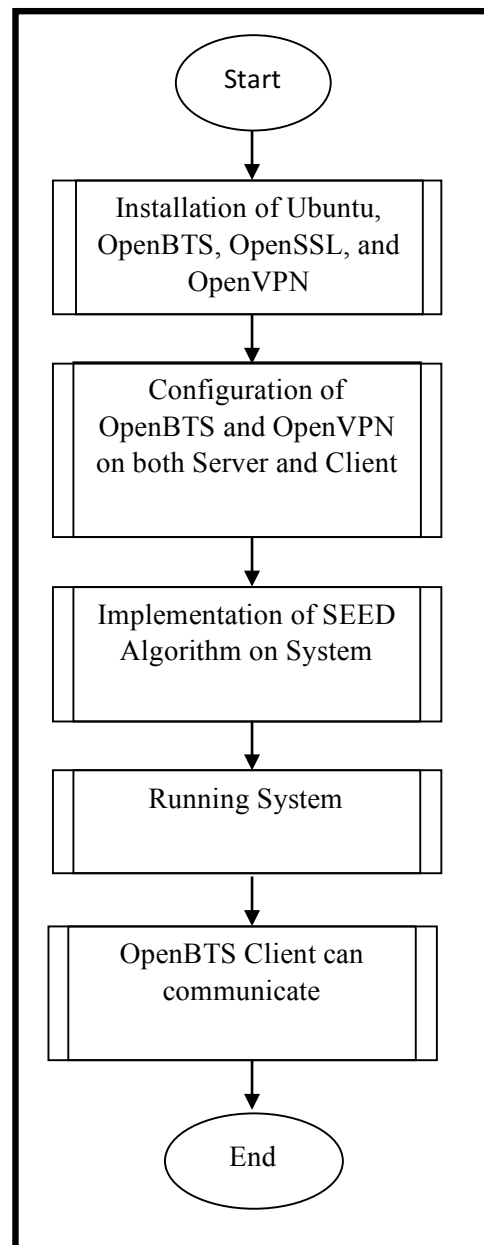 Start
Installation of Ubuntu,
OpenBTS, OpenSSL, and
OpenVPN
Configuration of
OpenBTS and OpenVPN
on both Server and Client
Implementation of SEED
Algorithm on System
Running System
OpenBTS Client can
communicate
End